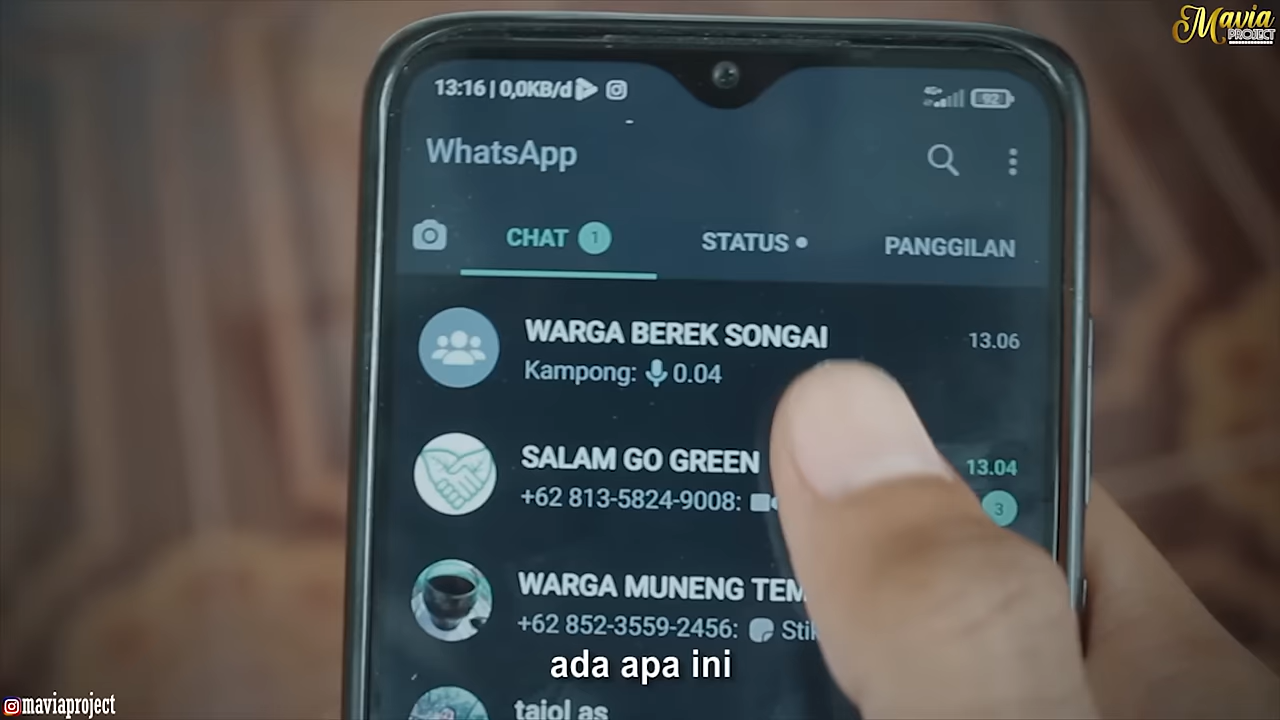 Mavia
PROJECT
13:16 | 0,0KB/d
4G+
92
WhatsApp
CHAT 1
STATUS
PANGGILAN
WARGA BEREK SONGAI
13.06
Kampong: 0.04
SALAM GO GREEN
13.04
+62 813-5824-9008:
3
WARGA MUNENG TEM
+62 852-3559-2456: Sti
ada apa ini
taiol as
maviaproject